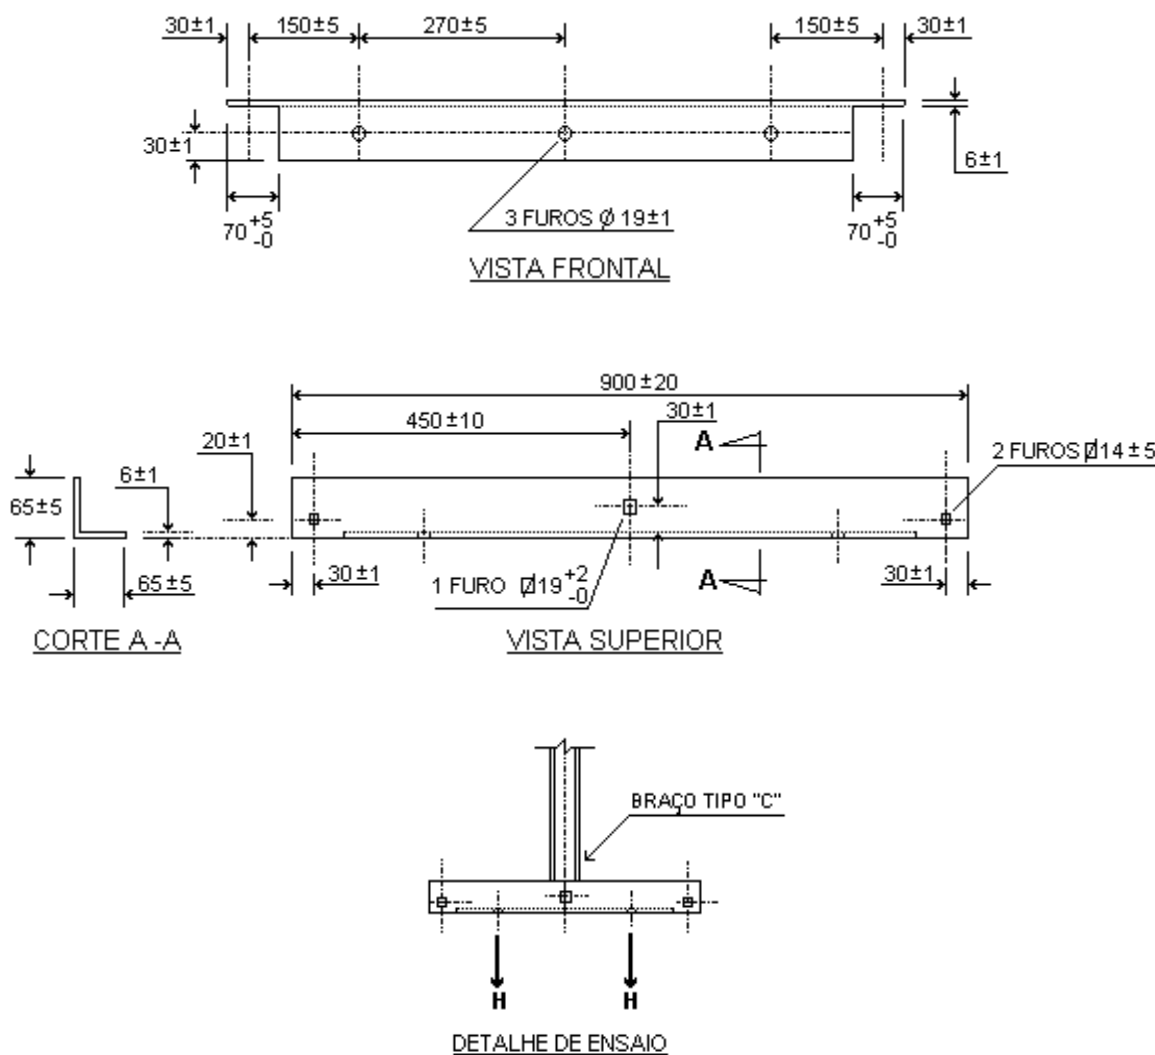 30±1
150±5
270±5
150±5
30±1
30±1
6±1
70 +5 -0
3 FUROS Ø 19±1
70 +5 -0
VISTA FRONTAL
900±20
450±10
30±1
20±1
A
2 FUROS ⍁14±5
6±1
65±5
65±5
30±1
1 FURO ⍁19 +2 -0
A
30±1
CORTE A -A
VISTA SUPERIOR
BRAÇO TIPO "C"
H
H
DETALHE DE ENSAIO